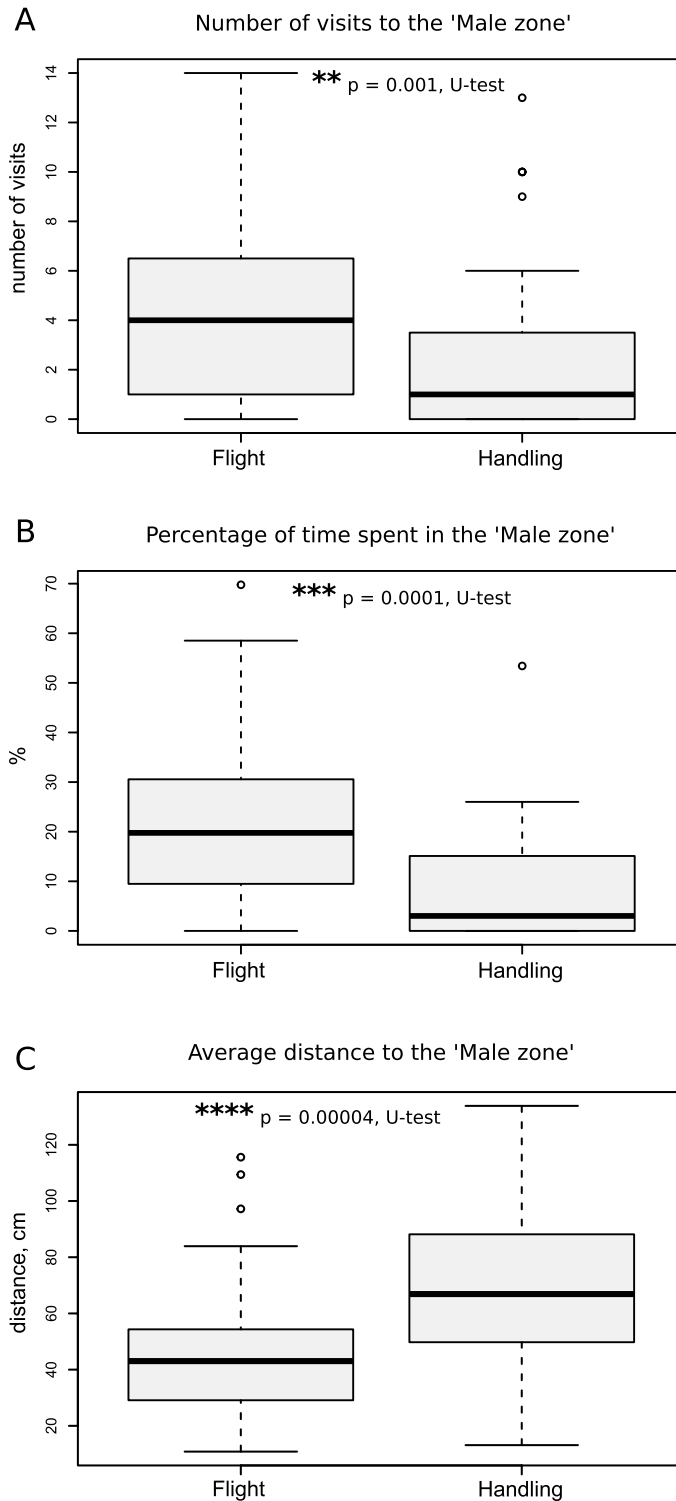 A
Number of visits to the 'Male zone'
** p = 0.001, U-test
number of visits
14
12
10
8
6
4
2
0
Flight Handling
B
Percentage of time spent in the 'Male zone'
*** p = 0.0001, U-test
%
70
60
50
40
30
20
10
0
Flight Handling
C
Average distance to the 'Male zone'
**** p = 0.00004, U-test
distance, cm
120
100
80
60
40
20
Flight Handling